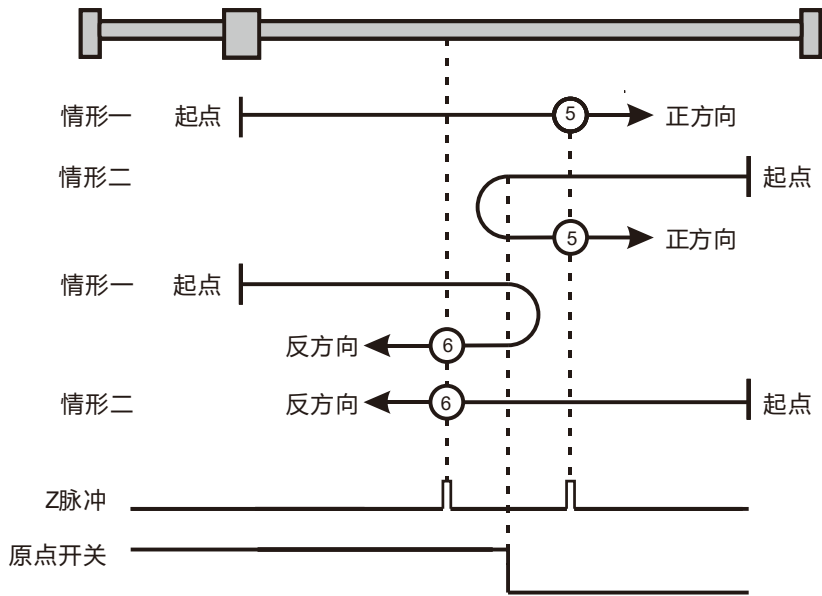 情形一 起点 5 正方向
情形二 起点
5 正方向
情形一 起点
反方向 6
情形二 反方向 6 起点
Z脉冲
原点开关